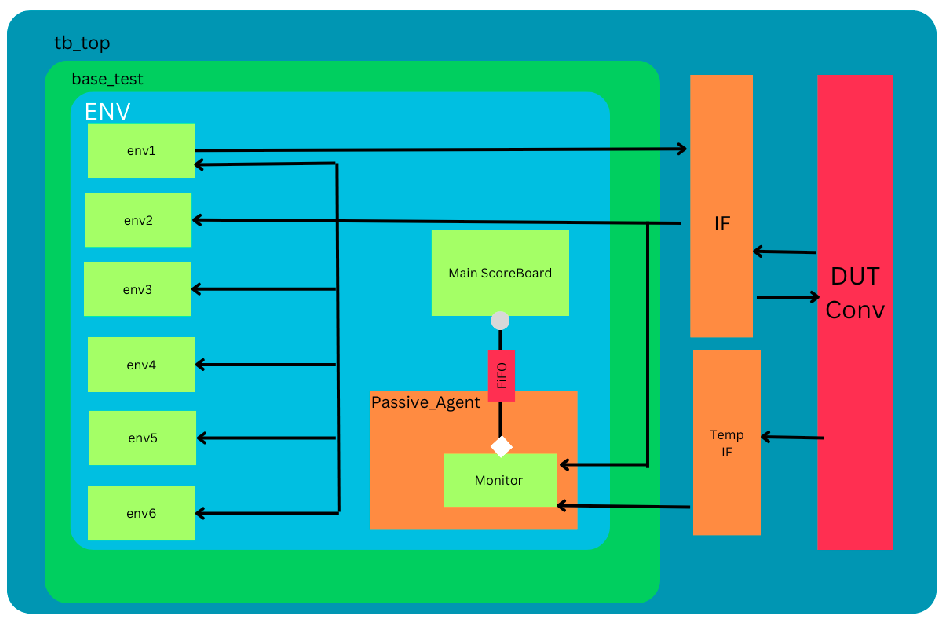 tb_top
base_test
ENV
env1
env2
env3
env4
env5
env6
Main ScoreBoard
FIFO
Passive_Agent
Monitor
IF
Temp
IF
DUT
Conv